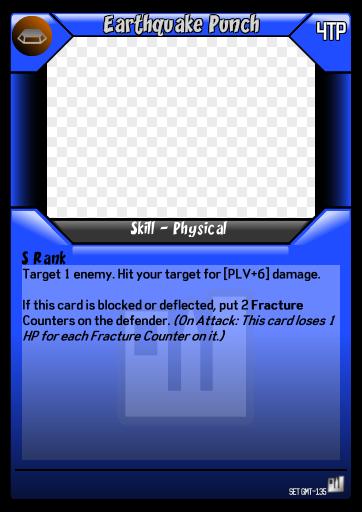 Earthquake Punch
4TP
Skill - Physical
S Rank
Target 1 enemy. Hit your target for [PLV+6] damage.
If this card is blocked or deflected, put 2 Fracture
Counters on the defender. (On Attack: This card loses 1
HP for each Fracture Counter on it.)
SET GMT-135